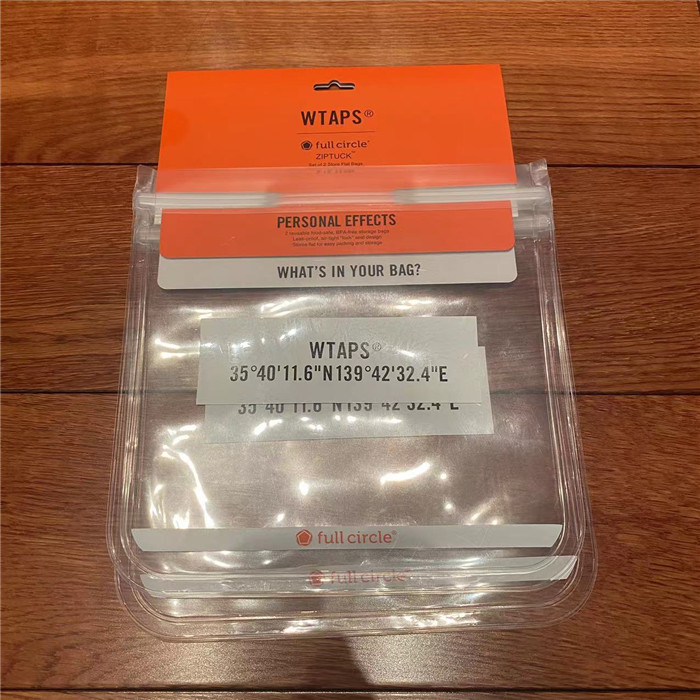 WTAPS®
full circle®
ZIPTUCK™
PERSONAL EFFECTS
WHAT'S IN YOUR BAG?
WTAPS®
35°40'11.6"N139°42'32.4"E
35°40'11.6"N139°42'32.4"E
full circle®
full circle